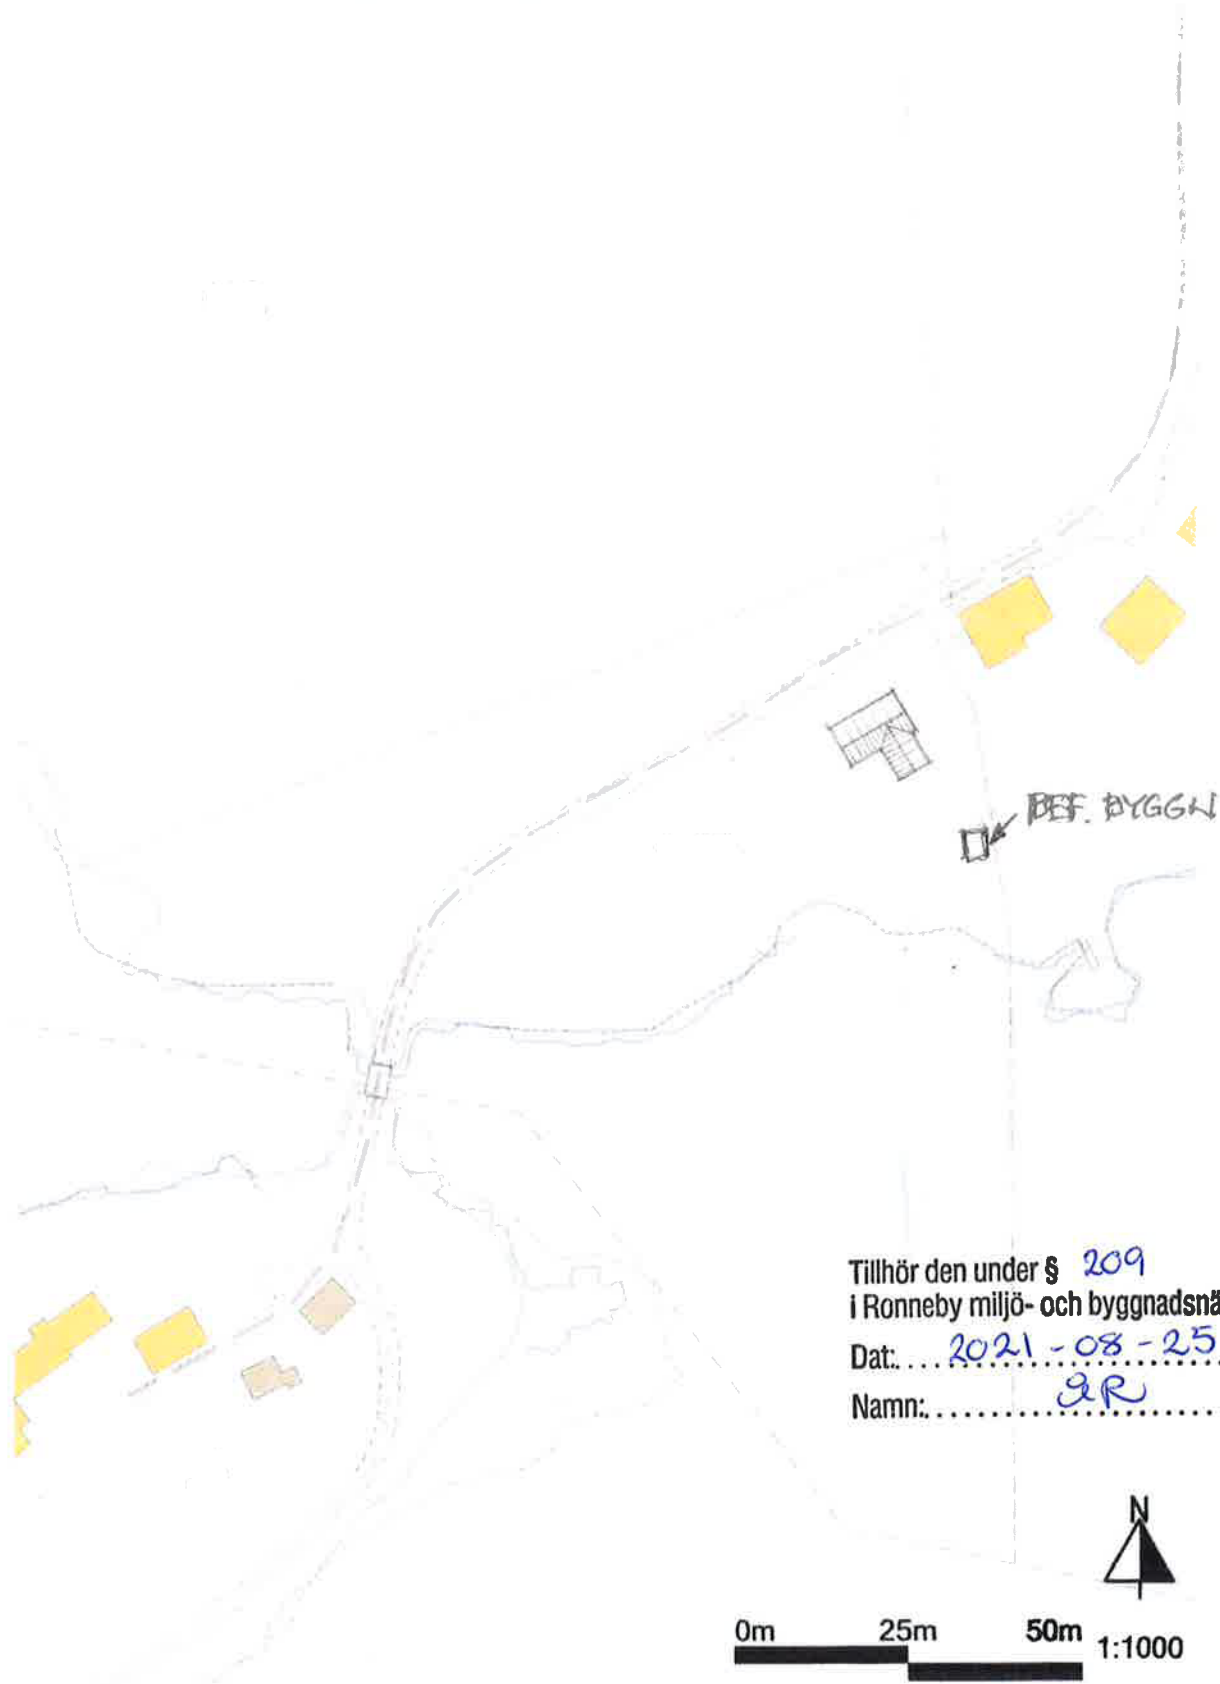 BEF. BYGGN
Tillhör den under § 209
i Ronneby miljö- och byggnadsnä
Dat:....2021-08-25
Namn:...........
N
0m 25m 50m 1:1000